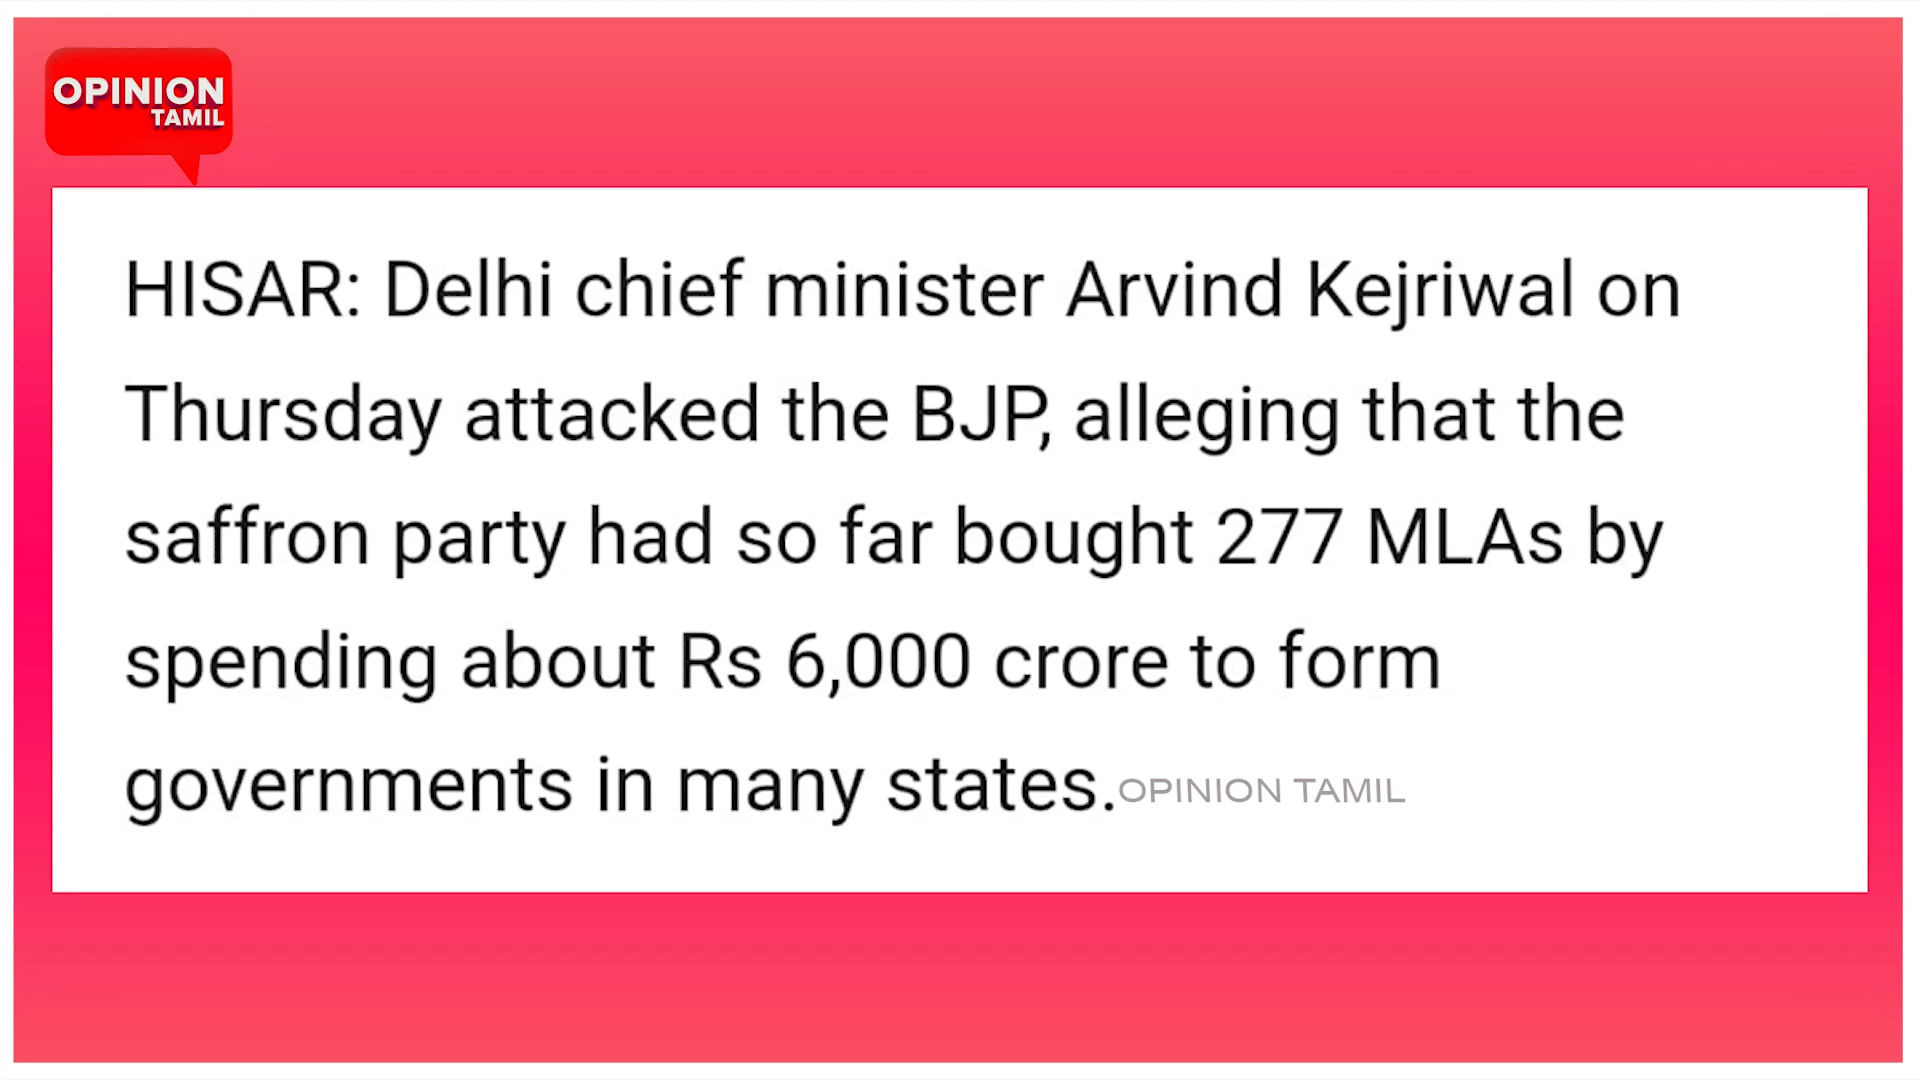 OPINION
TAMIL
HISAR: Delhi chief minister Arvind Kejriwal on
Thursday attacked the BJP, alleging that the
saffron party had so far bought 277 MLAs by
spending about Rs 6,000 crore to form
governments in many states. OPINION TAMIL